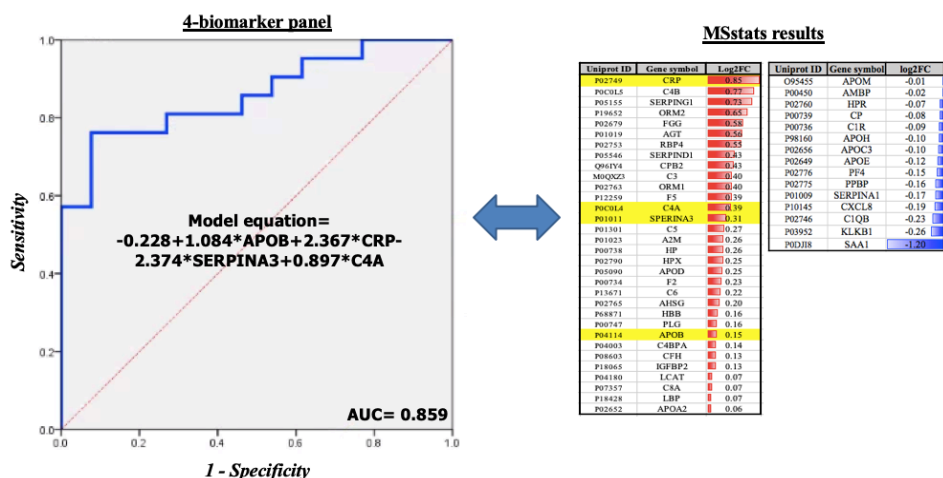 4-biomarker panel
1.0
0.8
0.6
0.4
0.2
0.0
0.0 0.2 0.4 0.6 0.8 1.0
Sensitivity
1 - Specificity
Model equation=
-0.228+1.084*APOB+2.367*CRP-
2.374*SERPINA3+0.897*C4A
AUC= 0.859
MSstats results
Uniprot ID Gene symbol Log2FC
P02749 CRP 0.85
P0C0L5 C4B 0.77
P05155 SERPING1 0.73
P19652 ORM2 0.65
P02679 FGG 0.58
P01019 AGT 0.56
P02753 RBP4 0.55
P05546 SERPIND1 0.43
Q96IY4 CPB2 0.43
M0QXZ3 C3 0.40
P02763 ORM1 0.40
P12259 F5 0.39
P0C0L4 C4A 0.39
P01011 SPERINA3 0.31
P01301 C5 0.27
P01023 A2M 0.26
P00738 HP 0.26
P02790 HPX 0.25
P05090 APOD 0.25
P00734 F2 0.23
P13671 C6 0.22
P02765 AHSG 0.20
P68871 HBB 0.16
P00747 PLG 0.16
P04114 APOB 0.15
P04003 C4BPA 0.14
P08603 CFH 0.13
P18065 IGFBP2 0.13
P04180 LCAT 0.07
P07357 C8A 0.07
P18428 LBP 0.07
P02652 APOA2 0.06
Uniprot ID Gene symbol log2FC
O95455 APOM -0.01
P00450 AMBP -0.02
P02760 HPR -0.07
P00739 CP -0.08
P00736 C1R -0.09
P98160 APOH -0.10
P02656 APOC3 -0.10
P02649 APOE -0.12
P02776 PF4 -0.15
P02775 PPBP -0.16
P01009 SERPINA1 -0.17
P10145 CXCL8 -0.19
P02746 C1QB -0.23
P03952 KLKB1 -0.26
P0DJI8 SAA1 -1.20